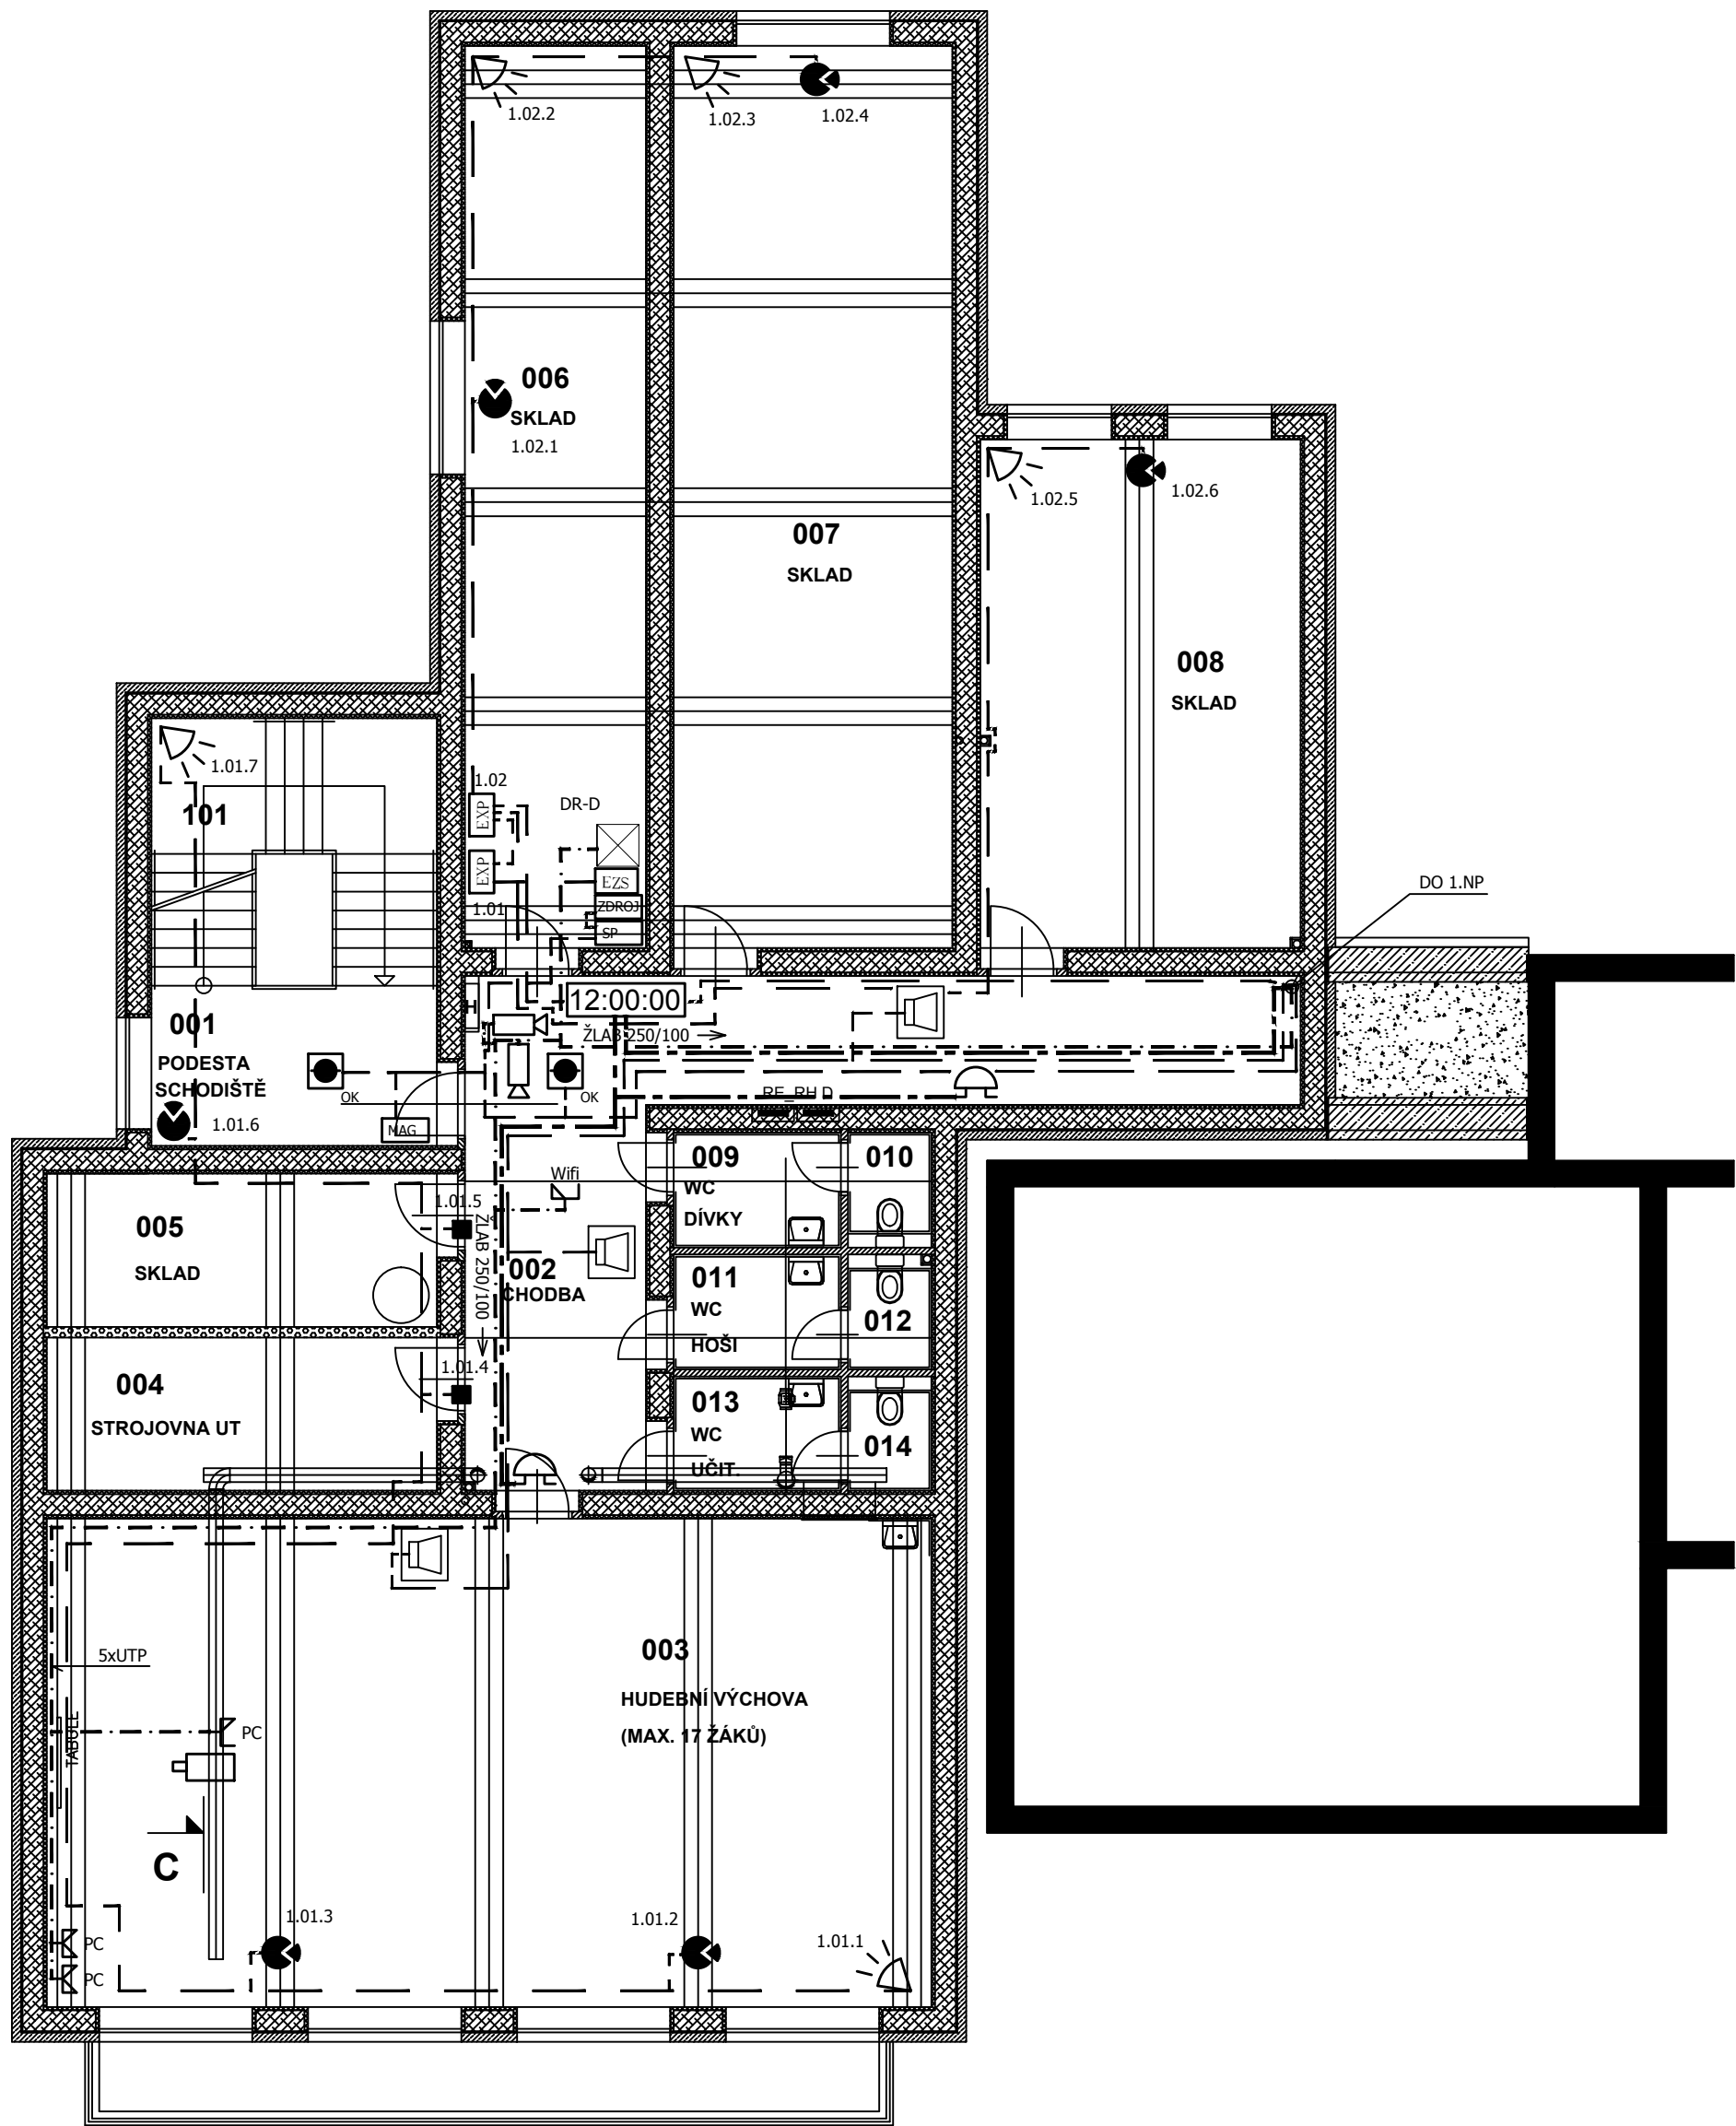 1.02.2
1.02.3
1.02.4
006
SKLAD
1.02.1
1.02.5
1.02.6
007
SKLAD
008
SKLAD
1.01.7
101
1.02
EXP
DR-D
EXP
EZS
1.01
ZDROJ
SP
DO 1.NP
12:00:00
ŽLAB 250/100
001
PODESTA
SCHODIŠTĚ
OK
OK
RE_RH D
1.01.6
MAG
009
WC
DÍVKY
010
Wifi
1.01.5
005
SKLAD
ŽLAB 250/100
002
CHODBA
011
WC
HOŠI
012
1.01.4
004
STROJOVNA UT
013
WC
UČIT.
014
5xUTP
003
HUDEBNÍ VÝCHOVA
(MAX. 17 ŽÁKŮ)
TABULE
PC
C
1.01.3
1.01.2
1.01.1
PC
PC